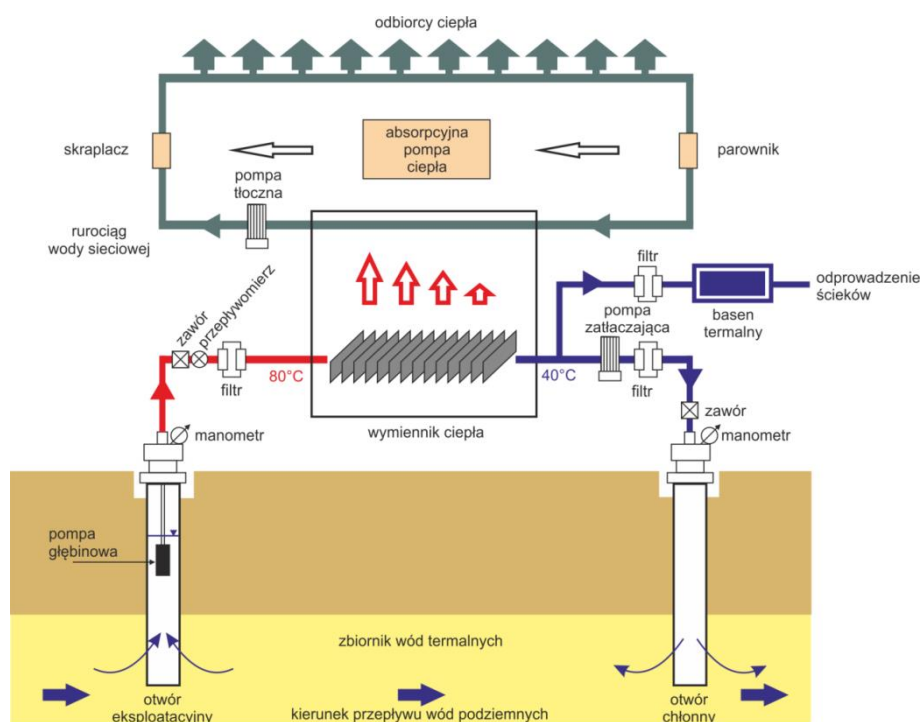 odbiorcy ciepła
skraplacz
absorpcyjna
pompa
ciepła
parownik
pompa
tłoczna
rurociąg
wody sieciowej
zawór
przepływomierz
filtr
80°C
wymiennik ciepła
40°C
filtr
pompa
zatłaczająca
filtr
basen
termalny
odprowadzenie
ścieków
zawór
manometr
manometr
pompa
głębinowa
zbiornik wód termalnych
otwór
eksploatacyjny
kierunek przepływu wód podziemnych
otwór
chłonny